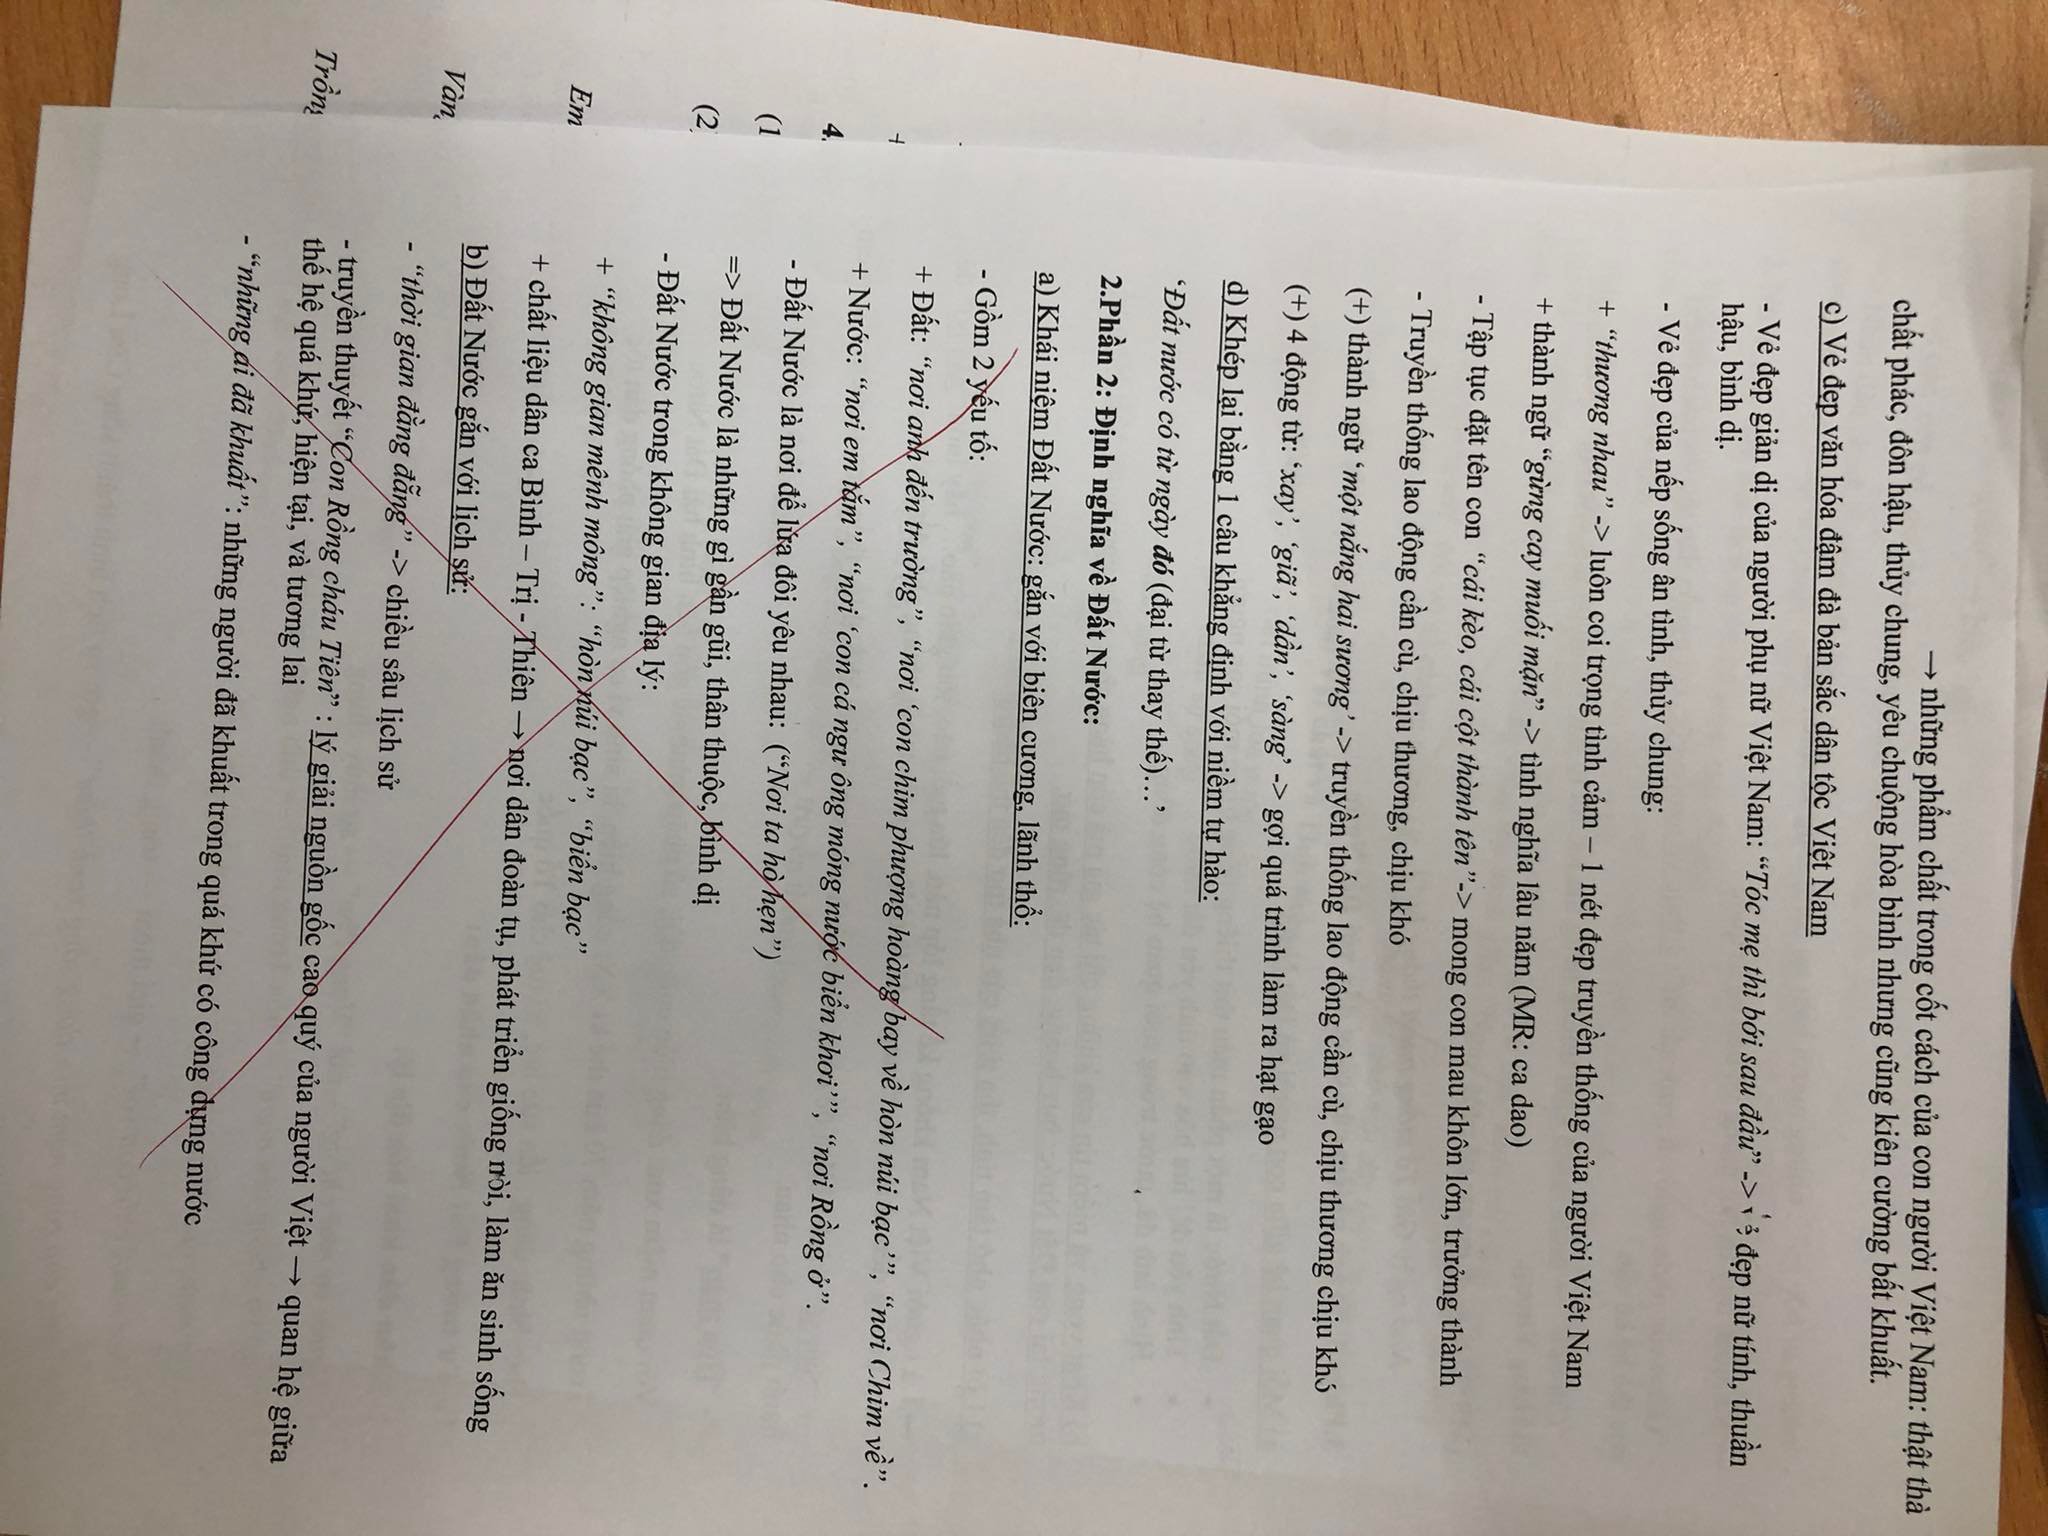 → những phẩm chất trong cốt cách của con người Việt Nam: thật thà
chất phác, đôn hậu, thủy chung, yêu chuộng hòa bình nhưng cũng kiên cường bất khuất.
c) Vẻ đẹp văn hóa đậm đà bản sắc dân tộc Việt Nam
- Vẻ đẹp giản dị của người phụ nữ Việt Nam: “Tóc mẹ thì bới sau đầu” -> vẻ đẹp nữ tính, thuần
hậu, bình dị.
- Vẻ đẹp của nếp sống ân tình, thủy chung:
+ “thương nhau” -> luôn coi trọng tình cảm – 1 nét đẹp truyền thống của người Việt Nam
+ thành ngữ “gừng cay muối mặn” -> tình nghĩa lâu năm (MR: ca dao)
- Tập tục đặt tên con “cái kèo, cái cột thành tên”-> mong con mau khôn lớn, trưởng thành
- Truyền thống lao động cần cù, chịu thương, chịu khó
(+) thành ngữ ‘một nắng hai sương’ -> truyền thống lao động cần cù, chịu thương chịu khó
(+) 4 động từ: ‘xay’, ‘giã’, ‘dần’, ‘sàng’ -> gợi quá trình làm ra hạt gạo
d) Khép lại bằng 1 câu khẳng định với niềm tự hào:
‘Đất nước có từ ngày đó (đại từ thay thế)…’
2.Phần 2: Định nghĩa về Đất Nước:
a) Khái niệm Đất Nước: gắn với biên cương, lãnh thổ:
- Gồm 2 yếu tố:
+ Đất: “nơi anh đến trường”, “nơi ‘con chim phượng hoàng bay về hòn núi bạc’”, “nơi Chim về”.
+ Nước: “nơi em tắm”, “nơi ‘con cá ngư ông móng nước biển khơi’”, “nơi Rồng ở”.
- Đất Nước là nơi để lứa đôi yêu nhau: (“Nơi ta hò hẹn”)
=> Đất Nước là những gì gần gũi, thân thuộc, bình dị
- Đất Nước trong không gian địa lý:
+ “không gian mênh mông”: “hòn núi bạc”, “biển bạc”
+ chất liệu dân ca Bình – Trị - Thiên → nơi dân đoàn tụ, phát triển giống nòi, làm ăn sinh sống
b) Đất Nước gắn với lịch sử:
- “thời gian đằng đẵng” -> chiều sâu lịch sử
- truyền thuyết “Con Rồng cháu Tiên” : lý giải nguồn gốc cao quý của người Việt → quan hệ giữa
thế hệ quá khứ, hiện tại, và tương lai
- “những ai đã khuất”: những người đã khuất trong quá khứ có công dựng nước
+
4.
(1
(2
Em
Vàng
Trồng